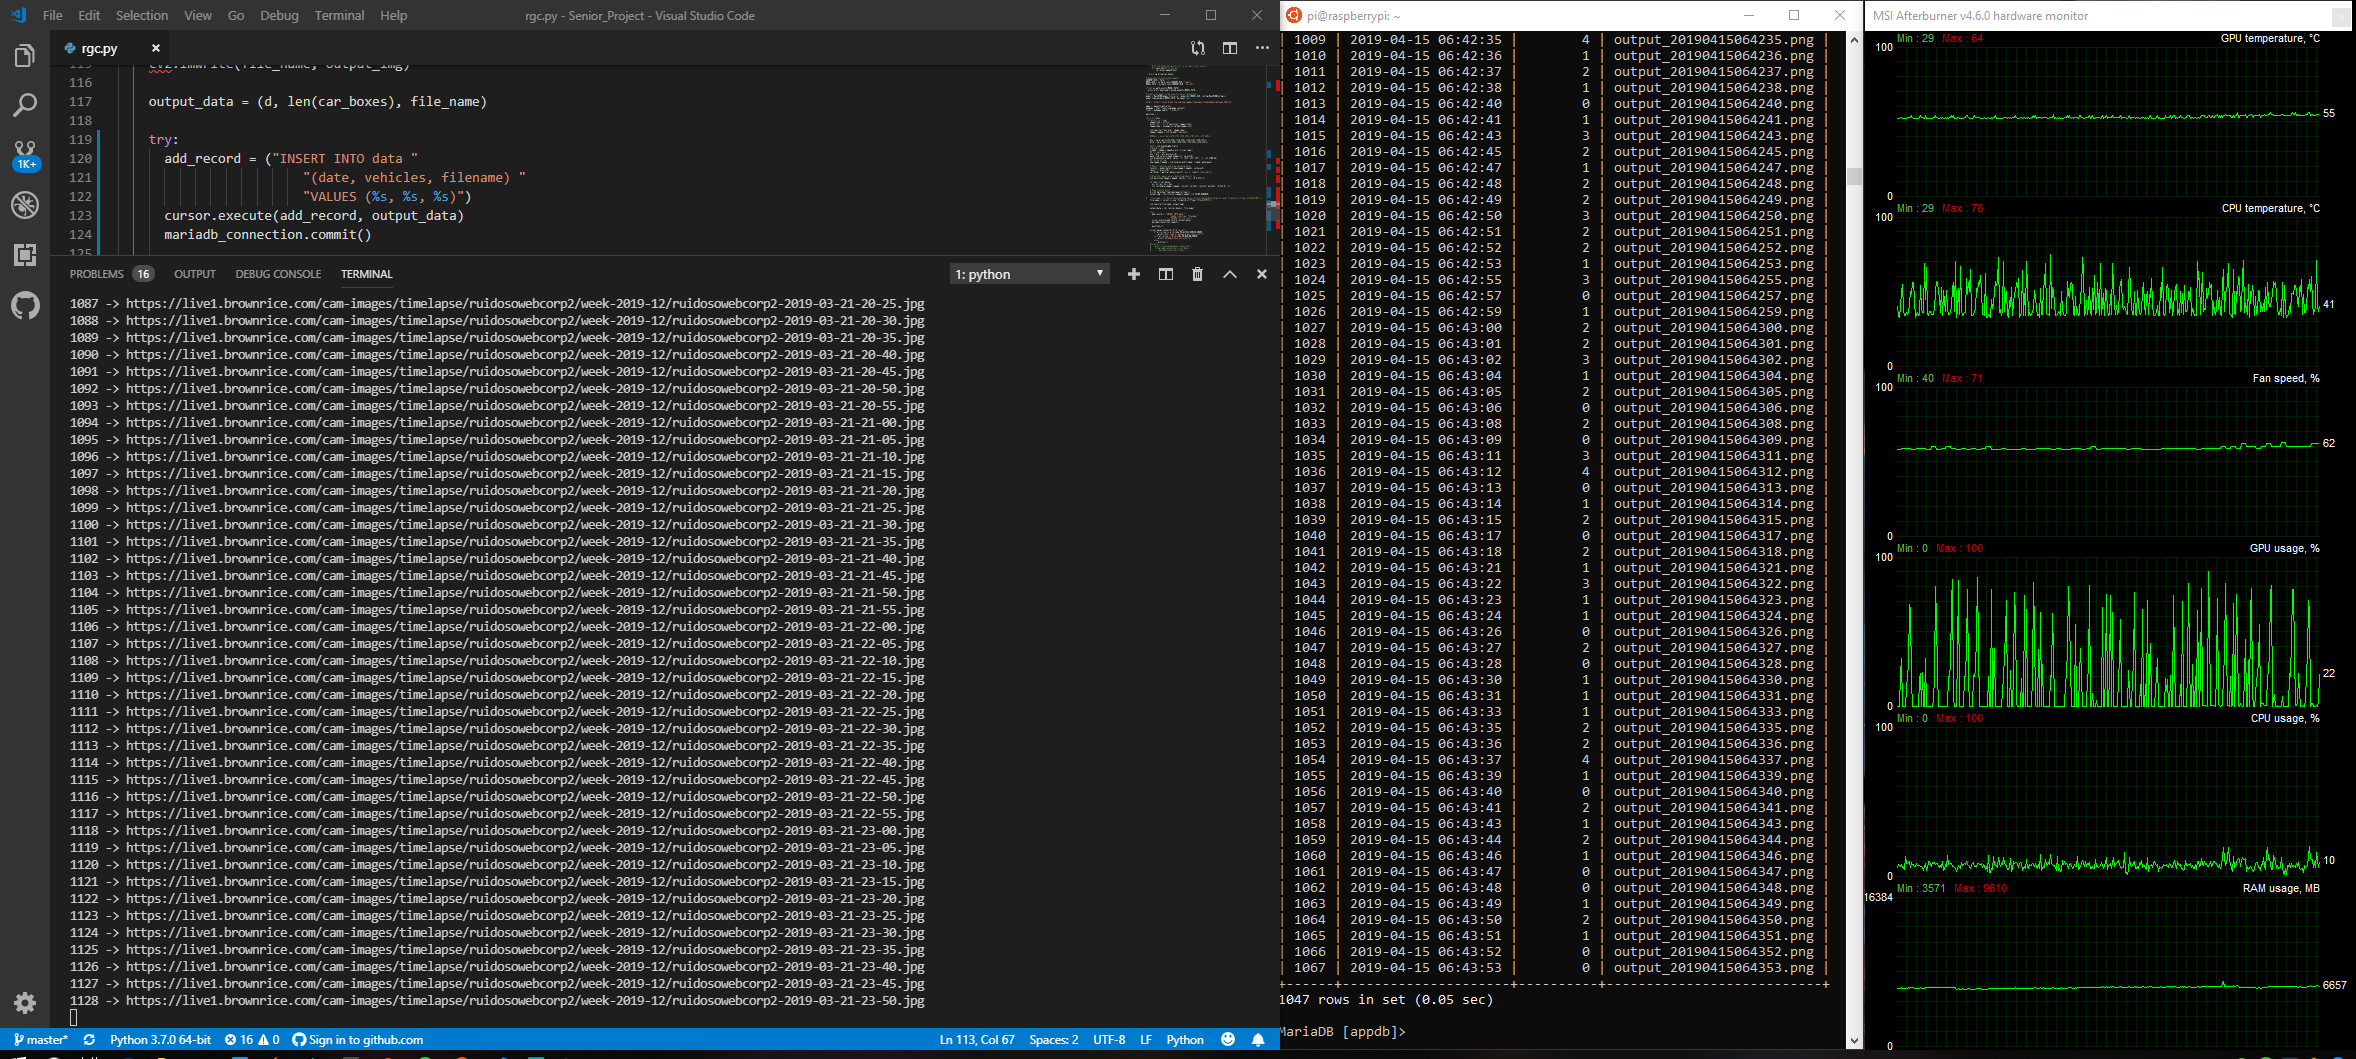 File Edit Selection View Go Debug Terminal Help
rgc.py - Senior_Project - Visual Studio Code
rgc.py
1K+
115 cv2.imwrite(file_name, output_img)
116
117 output_data = (d, len(car_boxes), file_name)
118
119 try:
120 add_record = ("INSERT INTO data "
121 "(date, vehicles, filename) "
122 "VALUES (%s, %s, %s)")
123 cursor.execute(add_record, output_data)
124 mariadb_connection.commit()
125
PROBLEMS 16 OUTPUT DEBUG CONSOLE TERMINAL
1: python
1087 -> https://live1.brownrice.com/cam-images/timelapse/ruidosowebcorp2/week-2019-12/ruidosowebcorp2-2019-03-21-20-25.jpg
1088 -> https://live1.brownrice.com/cam-images/timelapse/ruidosowebcorp2/week-2019-12/ruidosowebcorp2-2019-03-21-20-30.jpg
1089 -> https://live1.brownrice.com/cam-images/timelapse/ruidosowebcorp2/week-2019-12/ruidosowebcorp2-2019-03-21-20-35.jpg
1090 -> https://live1.brownrice.com/cam-images/timelapse/ruidosowebcorp2/week-2019-12/ruidosowebcorp2-2019-03-21-20-40.jpg
1091 -> https://live1.brownrice.com/cam-images/timelapse/ruidosowebcorp2/week-2019-12/ruidosowebcorp2-2019-03-21-20-45.jpg
1092 -> https://live1.brownrice.com/cam-images/timelapse/ruidosowebcorp2/week-2019-12/ruidosowebcorp2-2019-03-21-20-50.jpg
1093 -> https://live1.brownrice.com/cam-images/timelapse/ruidosowebcorp2/week-2019-12/ruidosowebcorp2-2019-03-21-20-55.jpg
1094 -> https://live1.brownrice.com/cam-images/timelapse/ruidosowebcorp2/week-2019-12/ruidosowebcorp2-2019-03-21-21-00.jpg
1095 -> https://live1.brownrice.com/cam-images/timelapse/ruidosowebcorp2/week-2019-12/ruidosowebcorp2-2019-03-21-21-05.jpg
1096 -> https://live1.brownrice.com/cam-images/timelapse/ruidosowebcorp2/week-2019-12/ruidosowebcorp2-2019-03-21-21-10.jpg
1097 -> https://live1.brownrice.com/cam-images/timelapse/ruidosowebcorp2/week-2019-12/ruidosowebcorp2-2019-03-21-21-15.jpg
1098 -> https://live1.brownrice.com/cam-images/timelapse/ruidosowebcorp2/week-2019-12/ruidosowebcorp2-2019-03-21-21-20.jpg
1099 -> https://live1.brownrice.com/cam-images/timelapse/ruidosowebcorp2/week-2019-12/ruidosowebcorp2-2019-03-21-21-25.jpg
1100 -> https://live1.brownrice.com/cam-images/timelapse/ruidosowebcorp2/week-2019-12/ruidosowebcorp2-2019-03-21-21-30.jpg
1101 -> https://live1.brownrice.com/cam-images/timelapse/ruidosowebcorp2/week-2019-12/ruidosowebcorp2-2019-03-21-21-35.jpg
1102 -> https://live1.brownrice.com/cam-images/timelapse/ruidosowebcorp2/week-2019-12/ruidosowebcorp2-2019-03-21-21-40.jpg
1103 -> https://live1.brownrice.com/cam-images/timelapse/ruidosowebcorp2/week-2019-12/ruidosowebcorp2-2019-03-21-21-45.jpg
1104 -> https://live1.brownrice.com/cam-images/timelapse/ruidosowebcorp2/week-2019-12/ruidosowebcorp2-2019-03-21-21-50.jpg
1105 -> https://live1.brownrice.com/cam-images/timelapse/ruidosowebcorp2/week-2019-12/ruidosowebcorp2-2019-03-21-21-55.jpg
1106 -> https://live1.brownrice.com/cam-images/timelapse/ruidosowebcorp2/week-2019-12/ruidosowebcorp2-2019-03-21-22-00.jpg
1107 -> https://live1.brownrice.com/cam-images/timelapse/ruidosowebcorp2/week-2019-12/ruidosowebcorp2-2019-03-21-22-05.jpg
1108 -> https://live1.brownrice.com/cam-images/timelapse/ruidosowebcorp2/week-2019-12/ruidosowebcorp2-2019-03-21-22-10.jpg
1109 -> https://live1.brownrice.com/cam-images/timelapse/ruidosowebcorp2/week-2019-12/ruidosowebcorp2-2019-03-21-22-15.jpg
1110 -> https://live1.brownrice.com/cam-images/timelapse/ruidosowebcorp2/week-2019-12/ruidosowebcorp2-2019-03-21-22-20.jpg
1111 -> https://live1.brownrice.com/cam-images/timelapse/ruidosowebcorp2/week-2019-12/ruidosowebcorp2-2019-03-21-22-25.jpg
1112 -> https://live1.brownrice.com/cam-images/timelapse/ruidosowebcorp2/week-2019-12/ruidosowebcorp2-2019-03-21-22-30.jpg
1113 -> https://live1.brownrice.com/cam-images/timelapse/ruidosowebcorp2/week-2019-12/ruidosowebcorp2-2019-03-21-22-35.jpg
1114 -> https://live1.brownrice.com/cam-images/timelapse/ruidosowebcorp2/week-2019-12/ruidosowebcorp2-2019-03-21-22-40.jpg
1115 -> https://live1.brownrice.com/cam-images/timelapse/ruidosowebcorp2/week-2019-12/ruidosowebcorp2-2019-03-21-22-45.jpg
1116 -> https://live1.brownrice.com/cam-images/timelapse/ruidosowebcorp2/week-2019-12/ruidosowebcorp2-2019-03-21-22-50.jpg
1117 -> https://live1.brownrice.com/cam-images/timelapse/ruidosowebcorp2/week-2019-12/ruidosowebcorp2-2019-03-21-22-55.jpg
1118 -> https://live1.brownrice.com/cam-images/timelapse/ruidosowebcorp2/week-2019-12/ruidosowebcorp2-2019-03-21-23-00.jpg
1119 -> https://live1.brownrice.com/cam-images/timelapse/ruidosowebcorp2/week-2019-12/ruidosowebcorp2-2019-03-21-23-05.jpg
1120 -> https://live1.brownrice.com/cam-images/timelapse/ruidosowebcorp2/week-2019-12/ruidosowebcorp2-2019-03-21-23-10.jpg
1121 -> https://live1.brownrice.com/cam-images/timelapse/ruidosowebcorp2/week-2019-12/ruidosowebcorp2-2019-03-21-23-15.jpg
1122 -> https://live1.brownrice.com/cam-images/timelapse/ruidosowebcorp2/week-2019-12/ruidosowebcorp2-2019-03-21-23-20.jpg
1123 -> https://live1.brownrice.com/cam-images/timelapse/ruidosowebcorp2/week-2019-12/ruidosowebcorp2-2019-03-21-23-25.jpg
1124 -> https://live1.brownrice.com/cam-images/timelapse/ruidosowebcorp2/week-2019-12/ruidosowebcorp2-2019-03-21-23-30.jpg
1125 -> https://live1.brownrice.com/cam-images/timelapse/ruidosowebcorp2/week-2019-12/ruidosowebcorp2-2019-03-21-23-35.jpg
1126 -> https://live1.brownrice.com/cam-images/timelapse/ruidosowebcorp2/week-2019-12/ruidosowebcorp2-2019-03-21-23-40.jpg
1127 -> https://live1.brownrice.com/cam-images/timelapse/ruidosowebcorp2/week-2019-12/ruidosowebcorp2-2019-03-21-23-45.jpg
1128 -> https://live1.brownrice.com/cam-images/timelapse/ruidosowebcorp2/week-2019-12/ruidosowebcorp2-2019-03-21-23-50.jpg
master* Python 3.7.0 64-bit 16 0 Sign in to github.com Ln 113, Col 67 Spaces: 2 UTF-8 LF Python
pi@raspberrypi: ~
| 1009 | 2019-04-15 06:42:35 | 4 | output_20190415064235.png |
| 1010 | 2019-04-15 06:42:36 | 1 | output_20190415064236.png |
| 1011 | 2019-04-15 06:42:37 | 2 | output_20190415064237.png |
| 1012 | 2019-04-15 06:42:38 | 1 | output_20190415064238.png |
| 1013 | 2019-04-15 06:42:40 | 0 | output_20190415064240.png |
| 1014 | 2019-04-15 06:42:41 | 1 | output_20190415064241.png |
| 1015 | 2019-04-15 06:42:43 | 3 | output_20190415064243.png |
| 1016 | 2019-04-15 06:42:45 | 2 | output_20190415064245.png |
| 1017 | 2019-04-15 06:42:47 | 1 | output_20190415064247.png |
| 1018 | 2019-04-15 06:42:48 | 2 | output_20190415064248.png |
| 1019 | 2019-04-15 06:42:49 | 2 | output_20190415064249.png |
| 1020 | 2019-04-15 06:42:50 | 3 | output_20190415064250.png |
| 1021 | 2019-04-15 06:42:51 | 2 | output_20190415064251.png |
| 1022 | 2019-04-15 06:42:52 | 2 | output_20190415064252.png |
| 1023 | 2019-04-15 06:42:53 | 1 | output_20190415064253.png |
| 1024 | 2019-04-15 06:42:55 | 3 | output_20190415064255.png |
| 1025 | 2019-04-15 06:42:57 | 0 | output_20190415064257.png |
| 1026 | 2019-04-15 06:42:59 | 1 | output_20190415064259.png |
| 1027 | 2019-04-15 06:43:00 | 2 | output_20190415064300.png |
| 1028 | 2019-04-15 06:43:01 | 2 | output_20190415064301.png |
| 1029 | 2019-04-15 06:43:02 | 3 | output_20190415064302.png |
| 1030 | 2019-04-15 06:43:04 | 1 | output_20190415064304.png |
| 1031 | 2019-04-15 06:43:05 | 2 | output_20190415064305.png |
| 1032 | 2019-04-15 06:43:06 | 0 | output_20190415064306.png |
| 1033 | 2019-04-15 06:43:08 | 2 | output_20190415064308.png |
| 1034 | 2019-04-15 06:43:09 | 0 | output_20190415064309.png |
| 1035 | 2019-04-15 06:43:11 | 3 | output_20190415064311.png |
| 1036 | 2019-04-15 06:43:12 | 4 | output_20190415064312.png |
| 1037 | 2019-04-15 06:43:13 | 0 | output_20190415064313.png |
| 1038 | 2019-04-15 06:43:14 | 1 | output_20190415064314.png |
| 1039 | 2019-04-15 06:43:15 | 2 | output_20190415064315.png |
| 1040 | 2019-04-15 06:43:17 | 0 | output_20190415064317.png |
| 1041 | 2019-04-15 06:43:18 | 2 | output_20190415064318.png |
| 1042 | 2019-04-15 06:43:21 | 1 | output_20190415064321.png |
| 1043 | 2019-04-15 06:43:22 | 3 | output_20190415064322.png |
| 1044 | 2019-04-15 06:43:23 | 1 | output_20190415064323.png |
| 1045 | 2019-04-15 06:43:24 | 1 | output_20190415064324.png |
| 1046 | 2019-04-15 06:43:26 | 0 | output_20190415064326.png |
| 1047 | 2019-04-15 06:43:27 | 2 | output_20190415064327.png |
| 1048 | 2019-04-15 06:43:28 | 0 | output_20190415064328.png |
| 1049 | 2019-04-15 06:43:30 | 1 | output_20190415064330.png |
| 1050 | 2019-04-15 06:43:31 | 1 | output_20190415064331.png |
| 1051 | 2019-04-15 06:43:33 | 1 | output_20190415064333.png |
| 1052 | 2019-04-15 06:43:35 | 2 | output_20190415064335.png |
| 1053 | 2019-04-15 06:43:36 | 2 | output_20190415064336.png |
| 1054 | 2019-04-15 06:43:37 | 4 | output_20190415064337.png |
| 1055 | 2019-04-15 06:43:39 | 1 | output_20190415064339.png |
| 1056 | 2019-04-15 06:43:40 | 0 | output_20190415064340.png |
| 1057 | 2019-04-15 06:43:41 | 2 | output_20190415064341.png |
| 1058 | 2019-04-15 06:43:43 | 1 | output_20190415064343.png |
| 1059 | 2019-04-15 06:43:44 | 2 | output_20190415064344.png |
| 1060 | 2019-04-15 06:43:46 | 1 | output_20190415064346.png |
| 1061 | 2019-04-15 06:43:47 | 0 | output_20190415064347.png |
| 1062 | 2019-04-15 06:43:48 | 0 | output_20190415064348.png |
| 1063 | 2019-04-15 06:43:49 | 1 | output_20190415064349.png |
| 1064 | 2019-04-15 06:43:50 | 2 | output_20190415064350.png |
| 1065 | 2019-04-15 06:43:51 | 1 | output_20190415064351.png |
| 1066 | 2019-04-15 06:43:52 | 0 | output_20190415064352.png |
| 1067 | 2019-04-15 06:43:53 | 0 | output_20190415064353.png |
+------+---------------------+----------+---------------------------+
1047 rows in set (0.05 sec)
MariaDB [appdb]>
MSI Afterburner v4.6.0 hardware monitor
Min : 29 Max : 64 GPU temperature, °C
100
55
0
Min : 29 Max : 78 CPU temperature, °C
100
41
0
Min : 40 Max : 71 Fan speed, %
100
62
0
Min : 0 Max : 100 GPU usage, %
100
22
0
Min : 0 Max : 100 CPU usage, %
100
10
0
Min : 3571 Max : 9610 RAM usage, MB
16384
6657
0